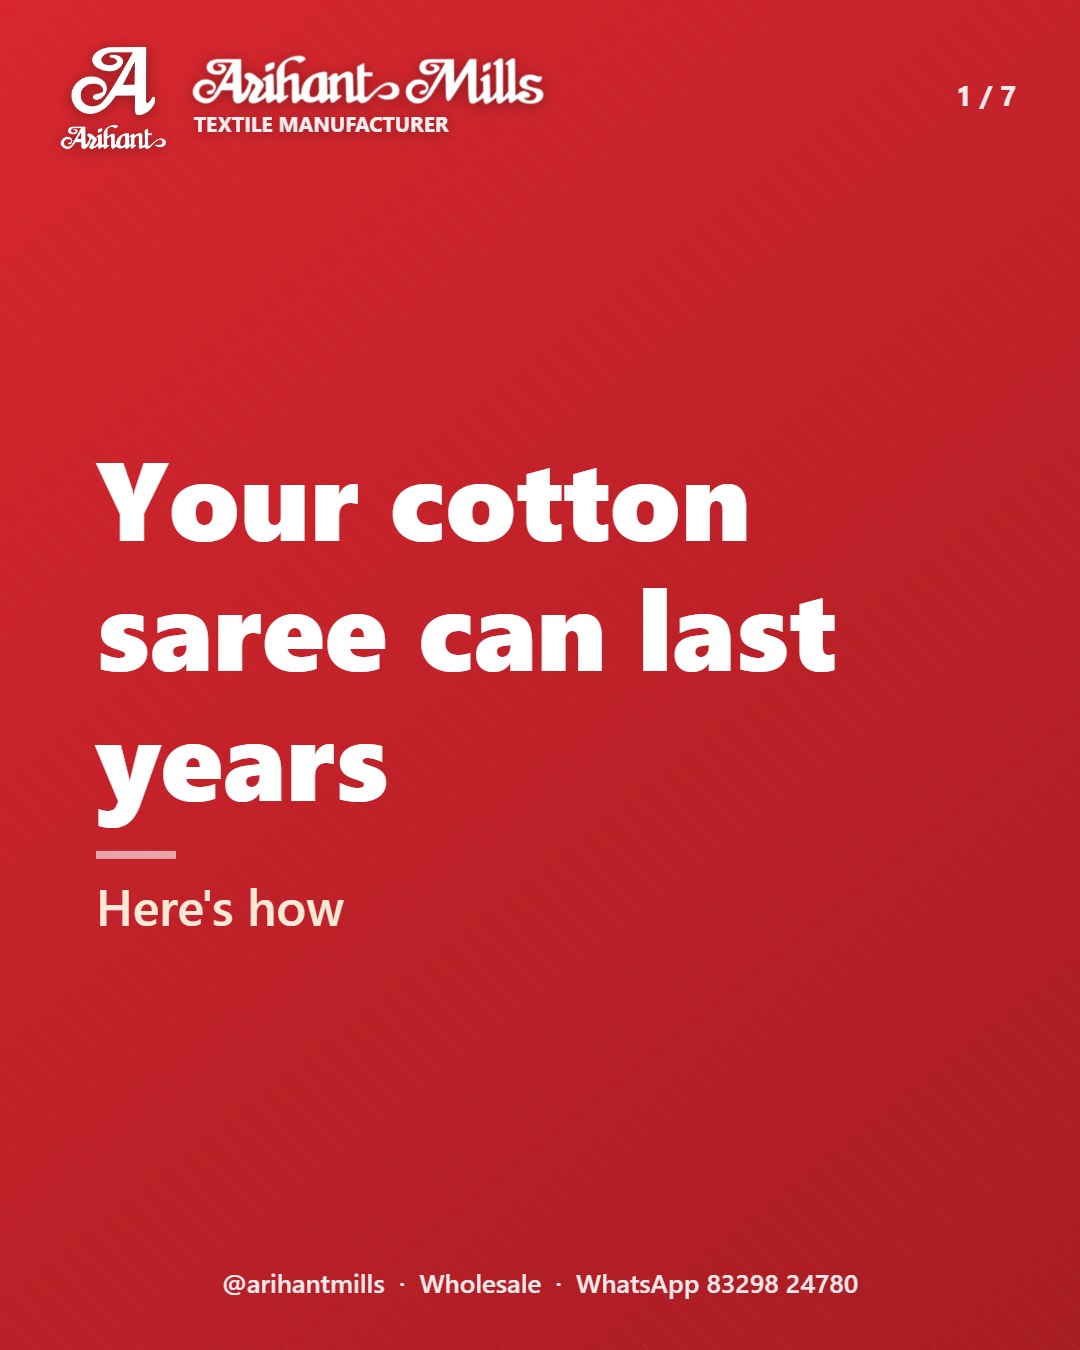 A
Arihant
Arihant Mills
TEXTILE MANUFACTURER
1 / 7
Your cotton
saree can last
years
Here's how
@arihantmills · Wholesale · WhatsApp 83298 24780